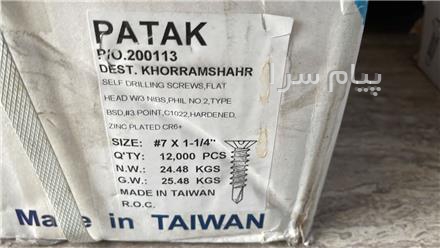 PATAK
P/O.200113
DEST. KHORRAMSHAHR
SELF DRILLING SCREWS,FLAT
HEAD W/3 NIBS,PHIL NO.2,TYPE
BSD,#3 POINT,C1022,HARDENED,
ZINC PLATED CR6+
SIZE: #7 X 1-1/4"
Q'TY: 12,000 PCS
N.W.: 24.48 KGS
G.W.: 25.48 KGS
MADE IN TAIWAN
R.O.C.
Made in TAIWAN
پیام سرا